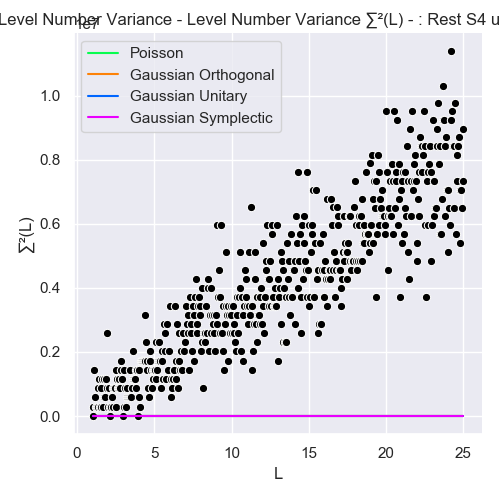 Level Number Variance - Level Number Variance ∑²(L) - : Rest S4 u
1e7
Poisson
Gaussian Orthogonal
Gaussian Unitary
Gaussian Symplectic
1.0
0.8
0.6
0.4
0.2
0.0
∑²(L)
0 5 10 15 20 25
L